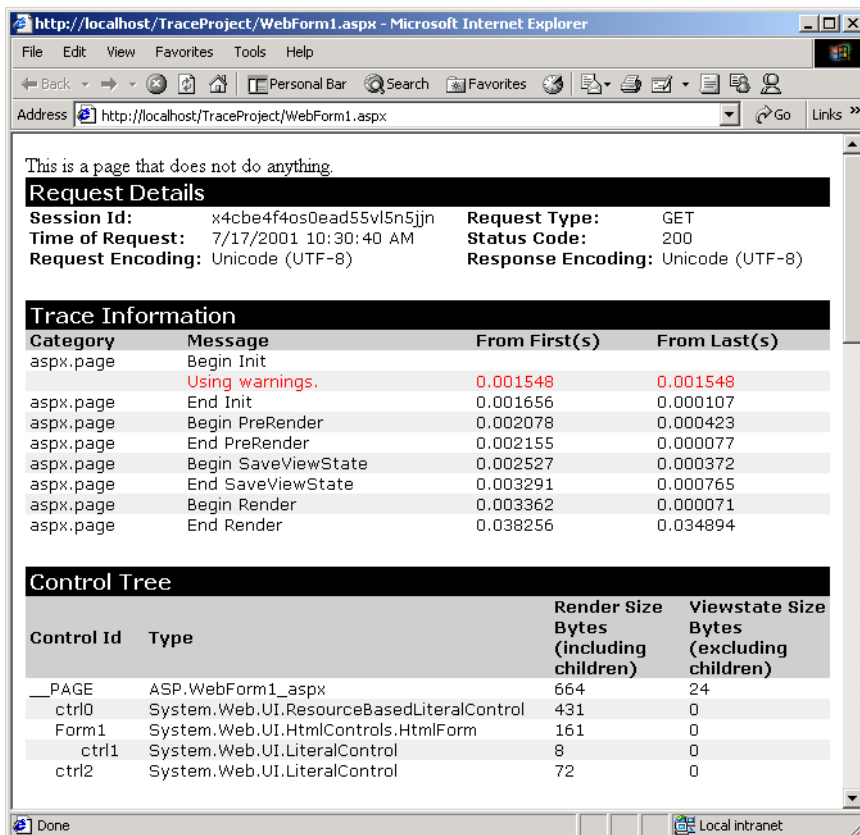 http://localhost/TraceProject/WebForm1.aspx - Microsoft Internet Explorer
File Edit View Favorites Tools Help
Back Personal Bar Search Favorites
Address http://localhost/TraceProject/WebForm1.aspx Go Links »
This is a page that does not do anything.
Request Details
Session Id: x4cbe4f4os0ead55vl5n5jjn Request Type: GET
Time of Request: 7/17/2001 10:30:40 AM Status Code: 200
Request Encoding: Unicode (UTF-8) Response Encoding: Unicode (UTF-8)
Trace Information
Category Message From First(s) From Last(s)
aspx.page Begin Init
Using warnings. 0.001548 0.001548
aspx.page End Init 0.001656 0.000107
aspx.page Begin PreRender 0.002078 0.000423
aspx.page End PreRender 0.002155 0.000077
aspx.page Begin SaveViewState 0.002527 0.000372
aspx.page End SaveViewState 0.003291 0.000765
aspx.page Begin Render 0.003362 0.000071
aspx.page End Render 0.038256 0.034894
Control Tree
Control Id Type Render Size Bytes (including children) Viewstate Size Bytes (excluding children)
__PAGE ASP.WebForm1_aspx 664 24
ctrl0 System.Web.UI.ResourceBasedLiteralControl 431 0
Form1 System.Web.UI.HtmlControls.HtmlForm 161 0
ctrl1 System.Web.UI.LiteralControl 8 0
ctrl2 System.Web.UI.LiteralControl 72 0
Done Local intranet